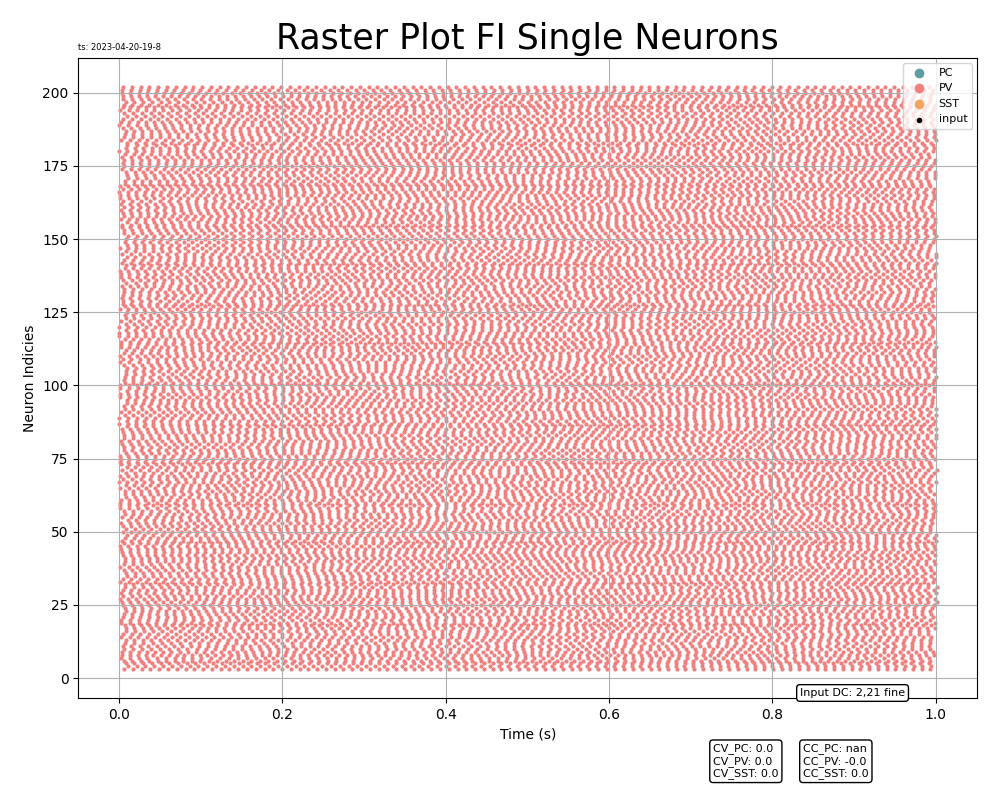 Raster Plot FI Single Neurons
ts: 2023-04-20-19-8
PC
PV
SST
input
200
175
150
125
100
75
50
25
0
Neuron Indicies
0.0 0.2 0.4 0.6 0.8 1.0
Time (s)
Input DC: 2,21 fine
CV_PC: 0.0
CV_PV: 0.0
CV_SST: 0.0
CC_PC: nan
CC_PV: -0.0
CC_SST: 0.0